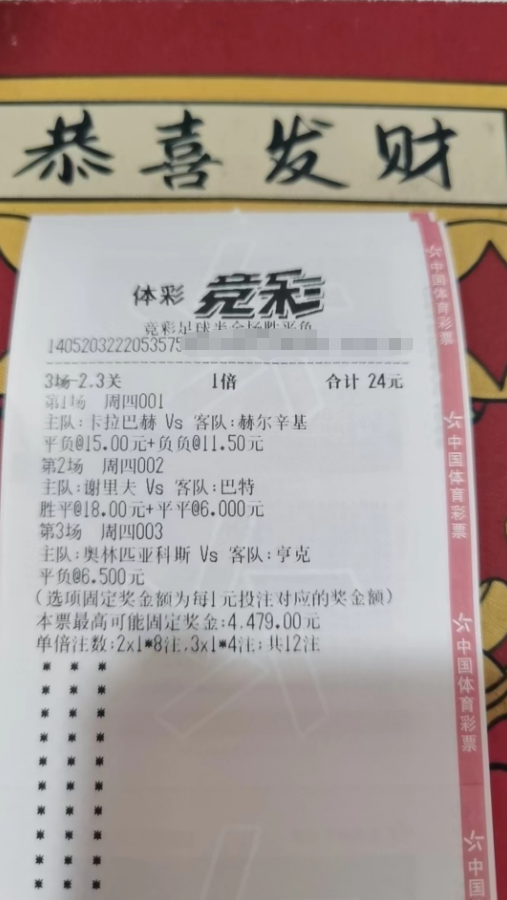 恭喜发财
体彩 竞彩
竞彩足球半全场胜平负
14052032220535575
3场-2.3关 1倍 合计 24元
第1场 周四001
主队:卡拉巴赫 Vs 客队:赫尔辛基
平负@15.00元+负负@11.50元
第2场 周四002
主队:谢里夫 Vs 客队:巴特
胜平@18.00元+平平@6.000元
第3场 周四003
主队:奥林匹亚科斯 Vs 客队:亨克
平负@6.500元
(选项固定奖金额为每1元投注对应的奖金额)
本票最高可能固定奖金:4,479.00元
单倍注数:2x1*8注,3x1*4注;共12注
中国体育彩票
中国体育彩票
中国体育彩票
中国